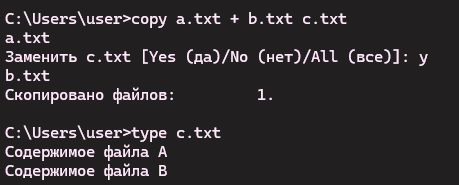 C:\Users\user>copy a.txt + b.txt c.txt
a.txt
Заменить c.txt [Yes (да)/No (нет)/All (все)]: y
b.txt
Скопировано файлов:         1.

C:\Users\user>type c.txt
Содержимое файла A
Содержимое файла B